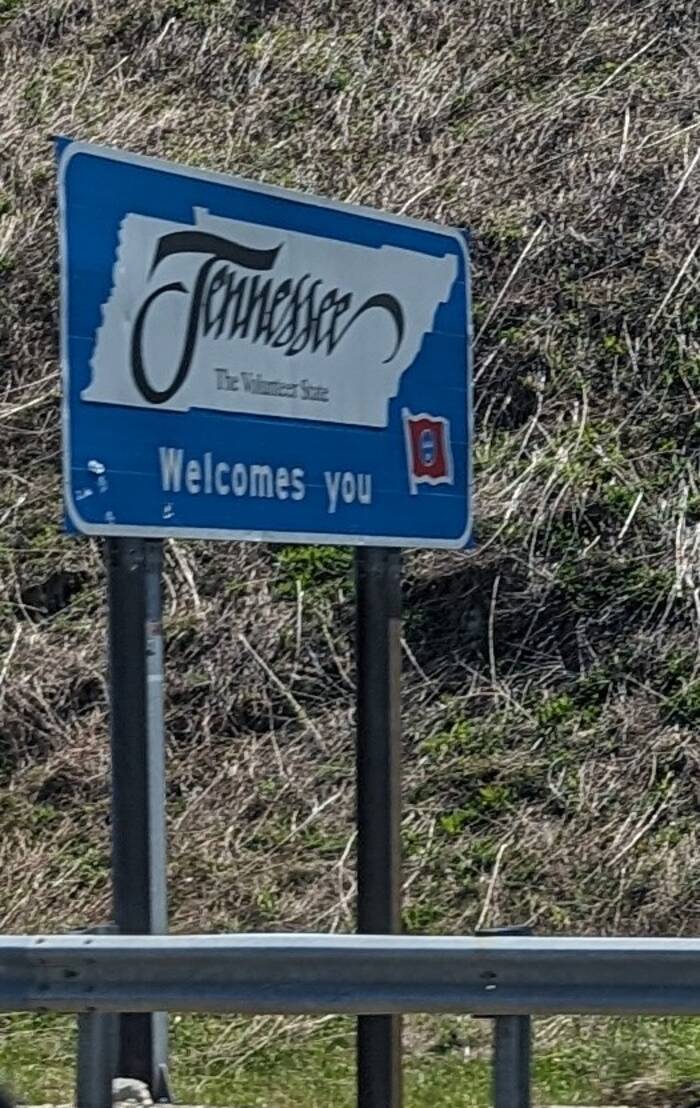 Tennessee
The Volunteer State
Welcomes you